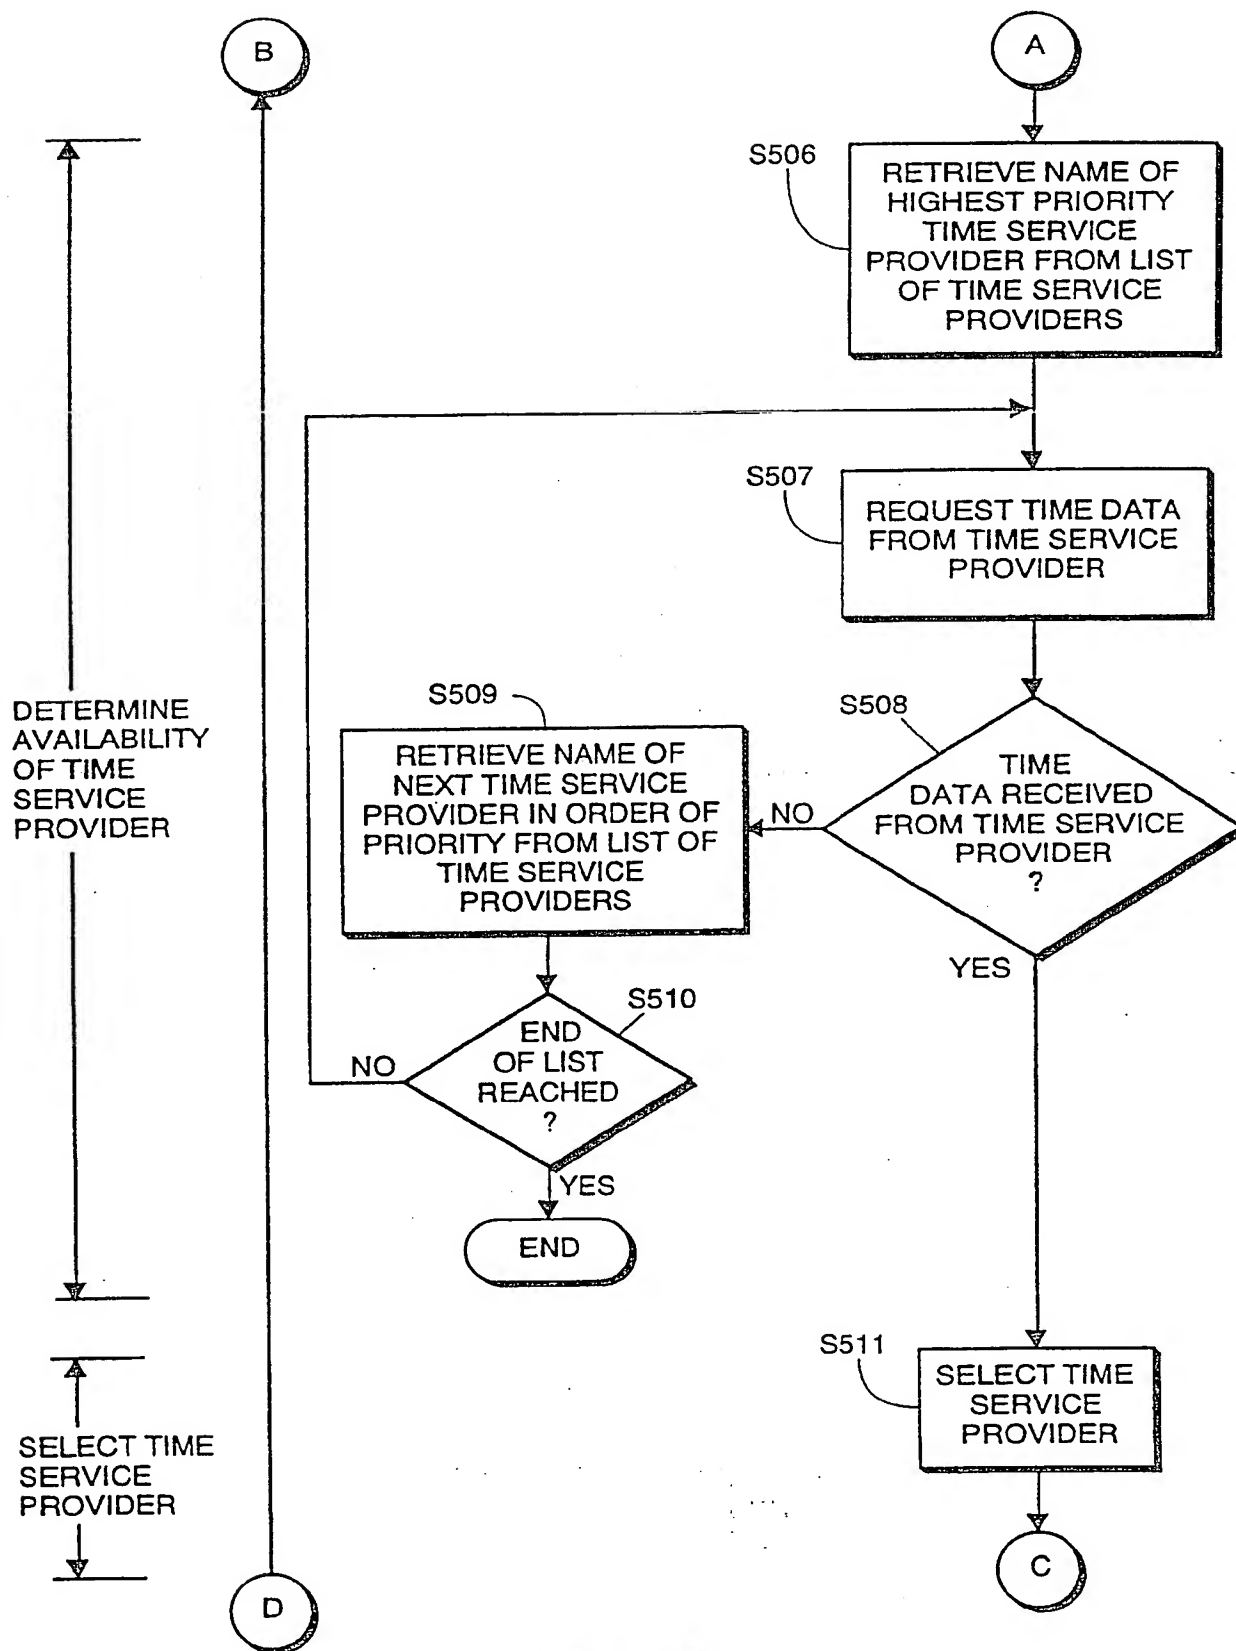 B
A
S506
RETRIEVE NAME OF
HIGHEST PRIORITY
TIME SERVICE
PROVIDER FROM LIST
OF TIME SERVICE
PROVIDERS
S507
REQUEST TIME DATA
FROM TIME SERVICE
PROVIDER
DETERMINE
AVAILABILITY
OF TIME
SERVICE
PROVIDER
S509
RETRIEVE NAME OF
NEXT TIME SERVICE
PROVIDER IN ORDER OF
PRIORITY FROM LIST OF
TIME SERVICE
PROVIDERS
S508
TIME
DATA RECEIVED
FROM TIME SERVICE
PROVIDER
?
NO
YES
S510
END
OF LIST
REACHED
?
NO
YES
END
S511
SELECT TIME
SERVICE
PROVIDER
SELECT TIME
SERVICE
PROVIDER
C
D